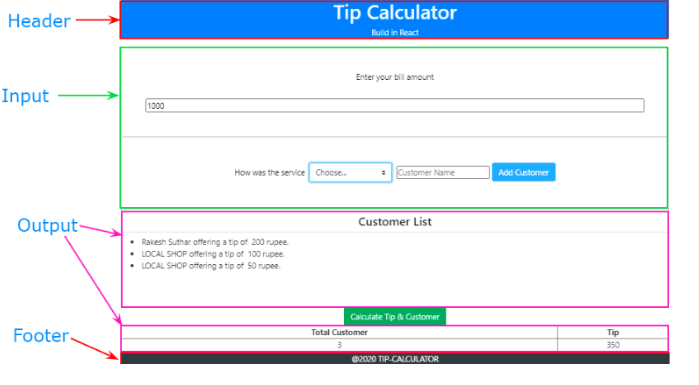 Header
Tip Calculator
Build in React
Input
Enter your bill amount
1000
How was the service Choose... Customer Name Add Customer
Output
Customer List
Rakesh Suthar offering a tip of 200 rupee.
LOCAL SHOP offering a tip of 100 rupee.
LOCAL SHOP offering a tip of 50 rupee.
Calculate Tip & Customer
Total Customer Tip
3 350
Footer
@2020 TIP-CALCULATOR